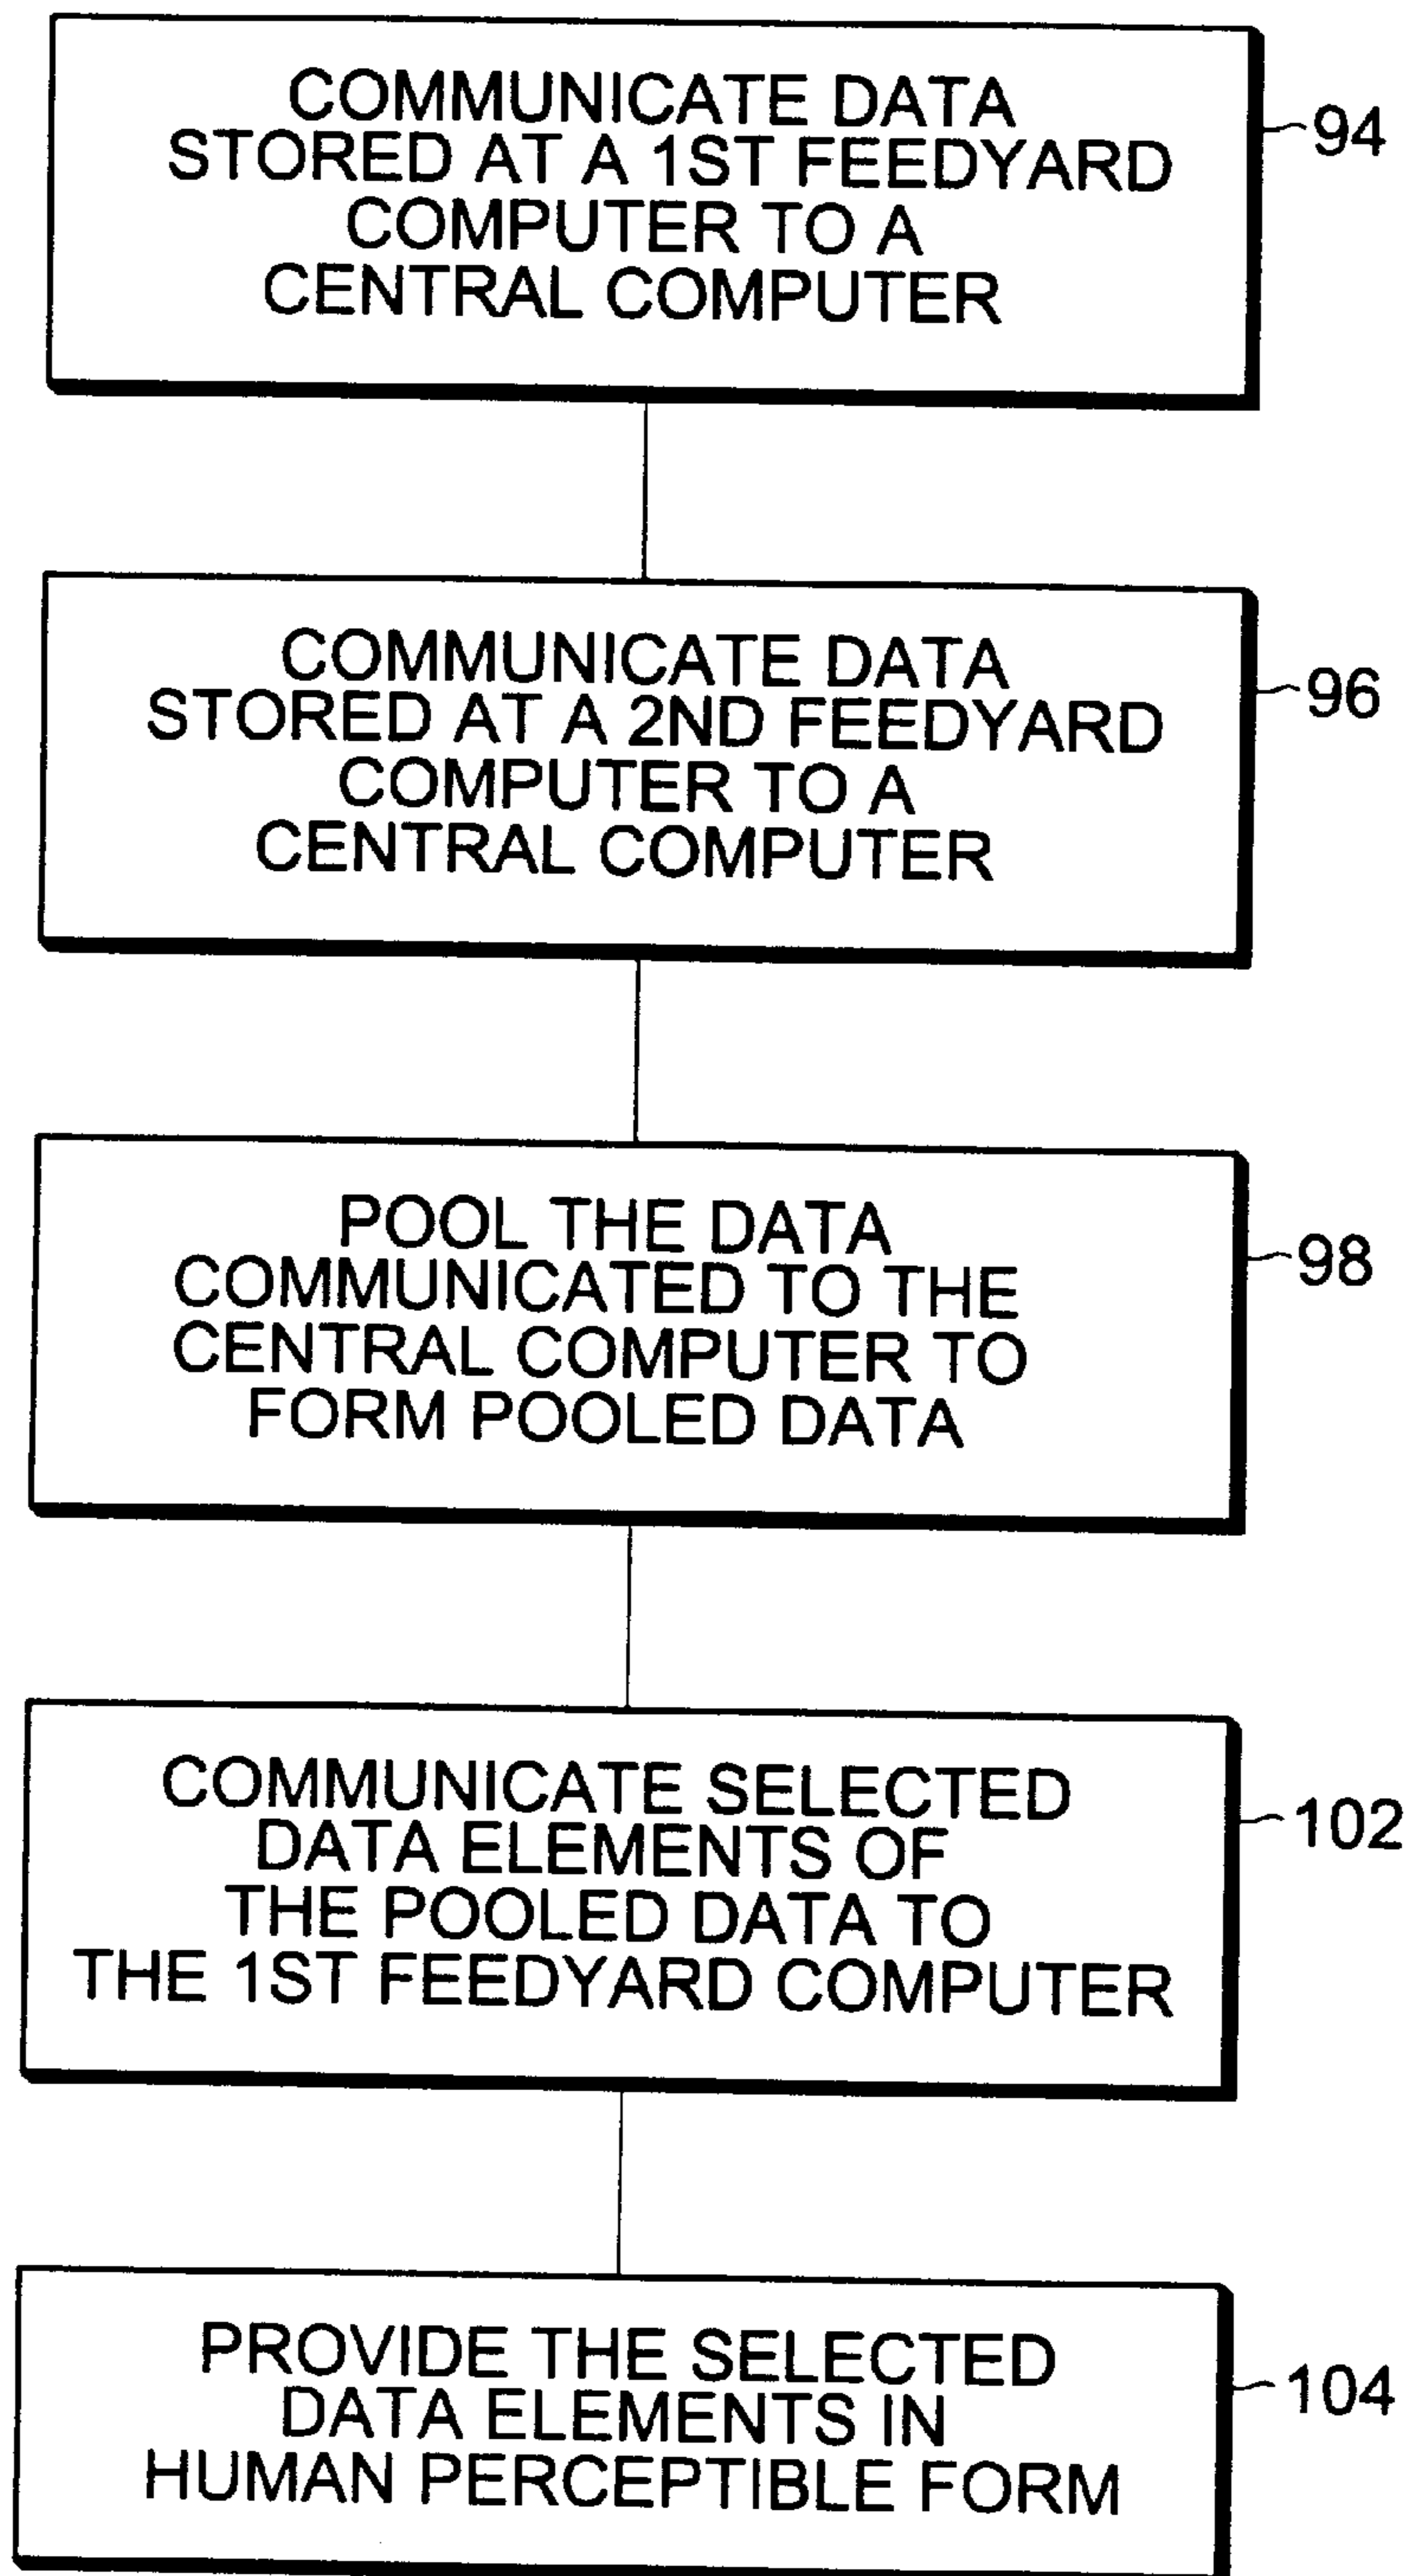 COMMUNICATE DATA
STORED AT A 1ST FEEDYARD
COMPUTER TO A
CENTRAL COMPUTER
94
COMMUNICATE DATA
STORED AT A 2ND FEEDYARD
COMPUTER TO A
CENTRAL COMPUTER
96
POOL THE DATA
COMMUNICATED TO THE
CENTRAL COMPUTER TO
FORM POOLED DATA
98
COMMUNICATE SELECTED
DATA ELEMENTS OF
THE POOLED DATA TO
THE 1ST FEEDYARD COMPUTER
102
PROVIDE THE SELECTED
DATA ELEMENTS IN
HUMAN PERCEPTIBLE FORM
104